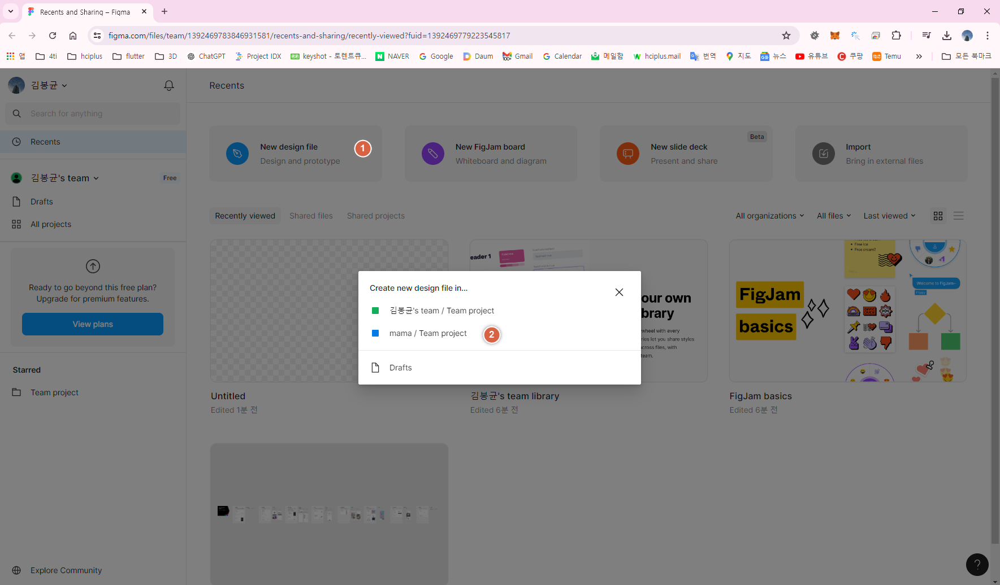 Recents and Sharing – Figma
figma.com/files/team/1392469783846931581/recents-and-sharing/recently-viewed?fuid=1392469779223545817
앱 4ti hciplus flutter 3D ChatGPT Project IDX keyshot - 토렌트큐... NAVER Google Daum Gmail Calendar 메일함 hciplus.mail 번역 지도 뉴스 유튜브 쿠팡 Temu 모든 북마크
김봉균
Recents
Search for anything
Recents
김봉균's team Free
Drafts
All projects
Ready to go beyond this free plan?
Upgrade for premium features.
View plans
Starred
Team project
Explore Community
New design file
Design and prototype
1
New FigJam board
Whiteboard and diagram
New slide deck
Present and share
Beta
Import
Bring in external files
Recently viewed Shared files Shared projects All organizations All files Last viewed
Create new design file in...
김봉균's team / Team project
mama / Team project 2
Drafts
eader 1
our own
brary
wheel with every
ries let you share styles
cross files, with
team.
Free ice
Free cream?
+1
Welcome to FigJam—
FigJam
basics
GAME OVER
Untitled
Edited 1분 전
김봉균's team library
Edited 6분 전
FigJam basics
Edited 6분 전
?